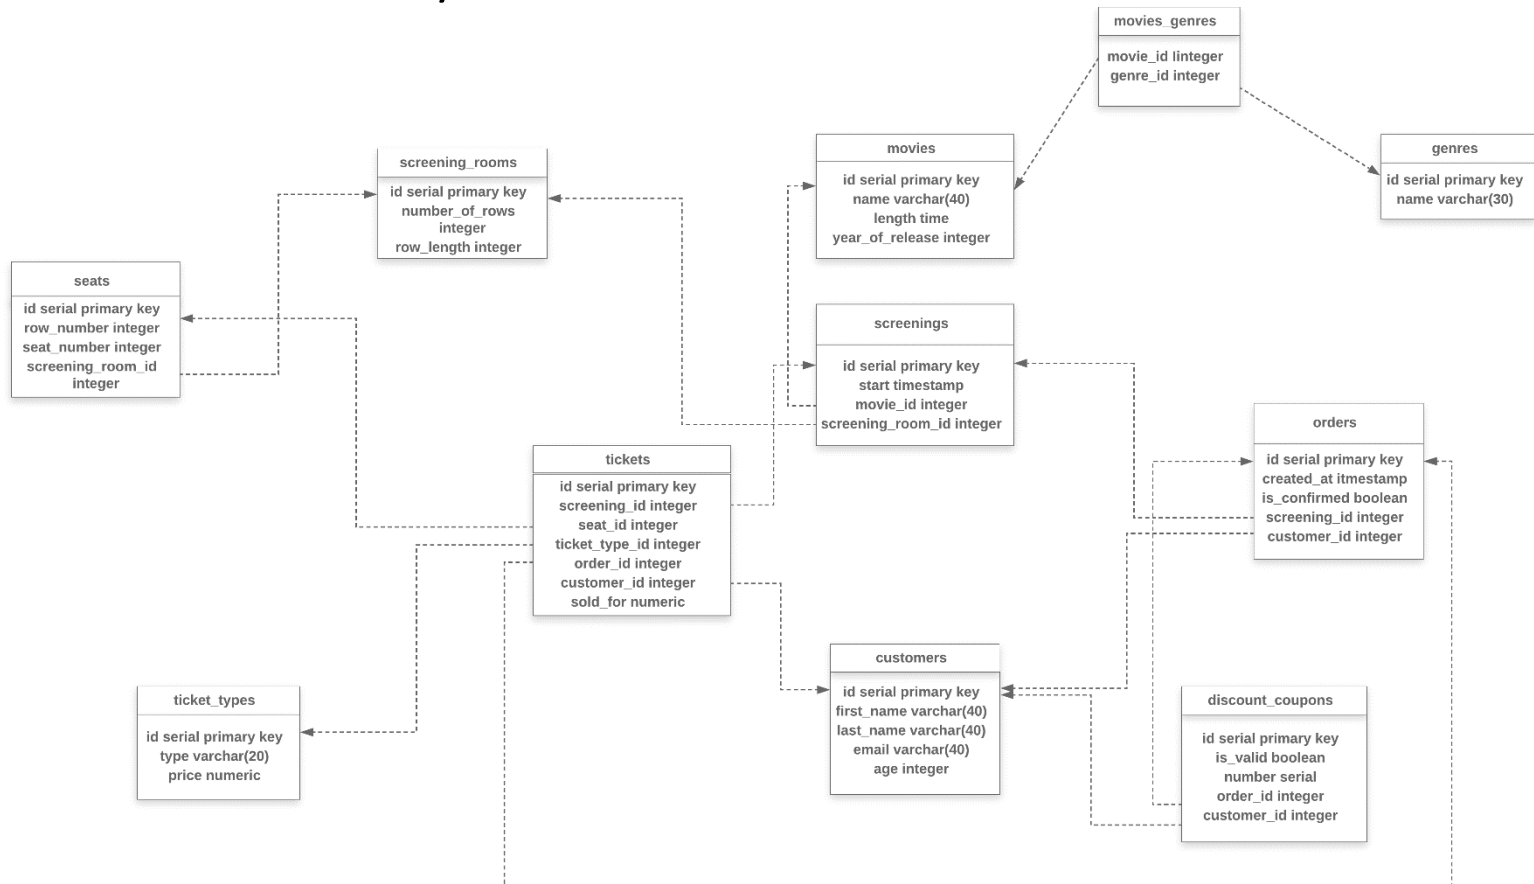 movies_genres
movie_id Iinteger
genre_id integer
movies
id serial primary key
name varchar(40)
length time
year_of_release integer
genres
id serial primary key
name varchar(30)
screening_rooms
id serial primary key
number_of_rows
integer
row_length integer
seats
id serial primary key
row_number integer
seat_number integer
screening_room_id
integer
screenings
id serial primary key
start timestamp
movie_id integer
screening_room_id integer
orders
id serial primary key
created_at itmestamp
is_confirmed boolean
screening_id integer
customer_id integer
tickets
id serial primary key
screening_id integer
seat_id integer
ticket_type_id integer
order_id integer
customer_id integer
sold_for numeric
customers
id serial primary key
first_name varchar(40)
last_name varchar(40)
email varchar(40)
age integer
ticket_types
id serial primary key
type varchar(20)
price numeric
discount_coupons
id serial primary key
is_valid boolean
number serial
order_id integer
customer_id integer